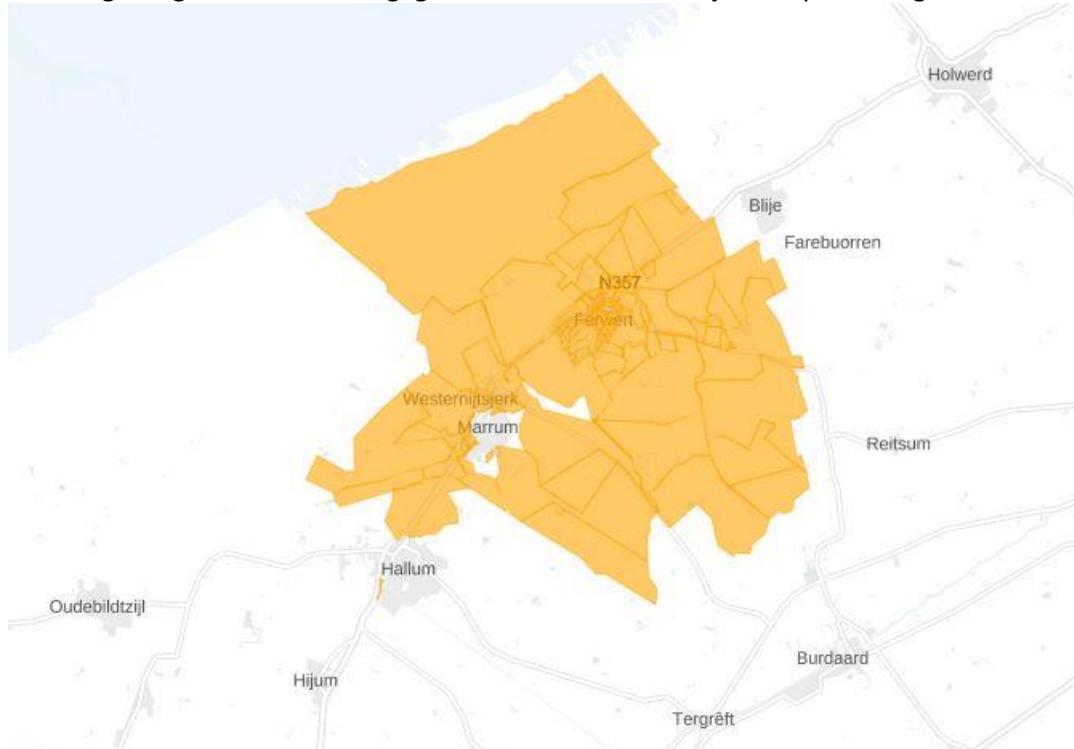 Holwerd
Blije
Farebuorren
N357
Ferwert
Westernijtsjerk
Marrum
Reitsum
Hallum
Oudebildtzijl
Burdaard
Hijum
Tergrêft